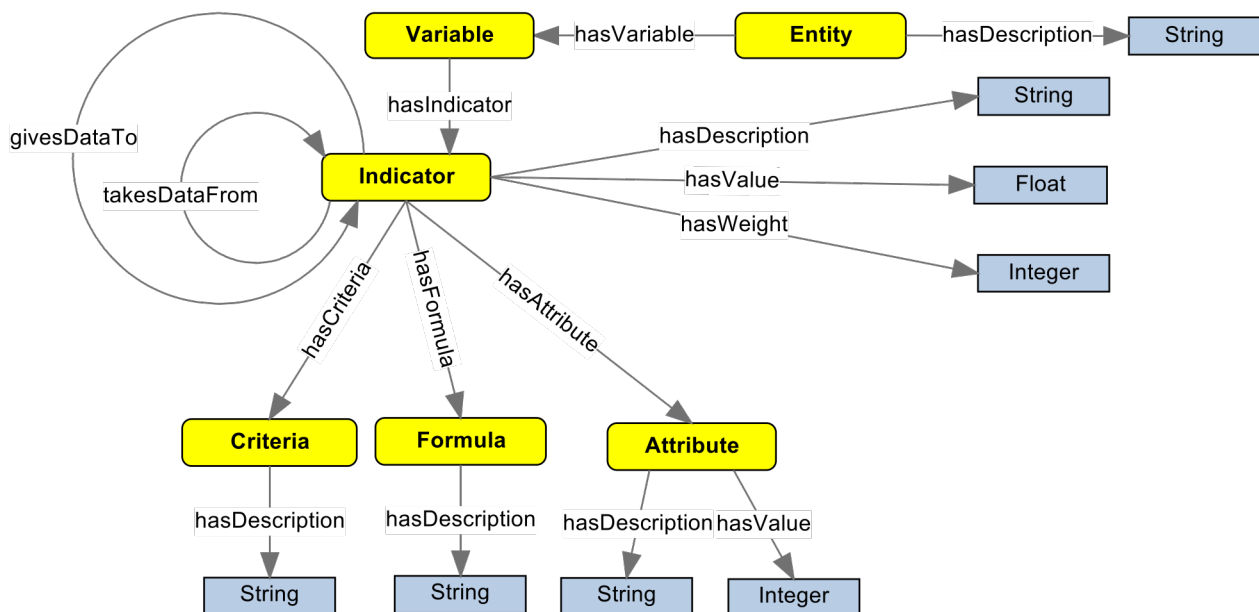 Variable
hasVariable
Entity
hasDescription
String
hasIndicator
String
givesDataTo
hasDescription
takesDataFrom
Indicator
hasValue
Float
hasWeight
Integer
hasCriteria
hasFormula
hasAttribute
Criteria
Formula
Attribute
hasDescription
hasDescription
hasDescription
hasValue
String
String
String
Integer